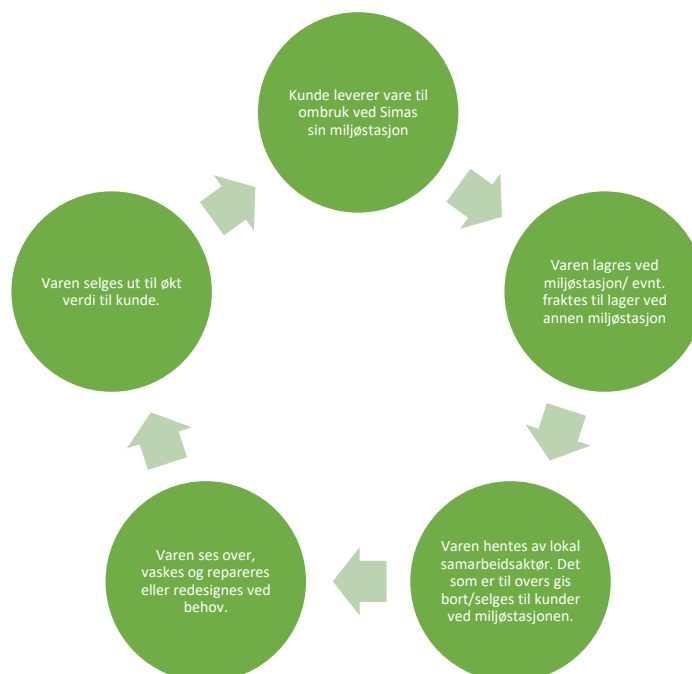 Kunde leverer vare til
ombruk ved Simas
sin miljøstasjon
Varen lagres ved
miljøstasjon/ evnt.
fraktes til lager ved
annen miljøstasjon
Varen hentes av lokal
samarbeidsaktør. Det
som er til overs gis
bort/selges til kunder
ved miljøstasjonen.
Varen ses over,
vaskes og repareres
eller redesignes ved
behov.
Varen selges ut til økt
verdi til kunde.